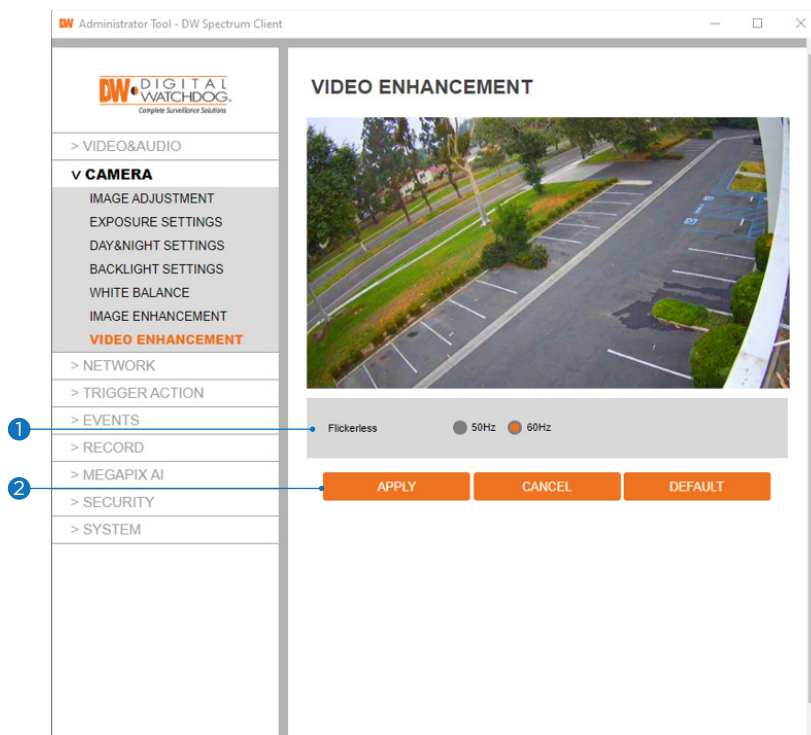 DW Administrator Tool - DW Spectrum Client
DW DIGITAL
WATCHDOG.
Complete Surveillance Solutions
> VIDEO&AUDIO
v CAMERA
IMAGE ADJUSTMENT
EXPOSURE SETTINGS
DAY&NIGHT SETTINGS
BACKLIGHT SETTINGS
WHITE BALANCE
IMAGE ENHANCEMENT
VIDEO ENHANCEMENT
> NETWORK
> TRIGGER ACTION
> EVENTS
> RECORD
> MEGAPIX AI
> SECURITY
> SYSTEM
VIDEO ENHANCEMENT
1 Flickerless 50Hz 60Hz
2 APPLY CANCEL DEFAULT